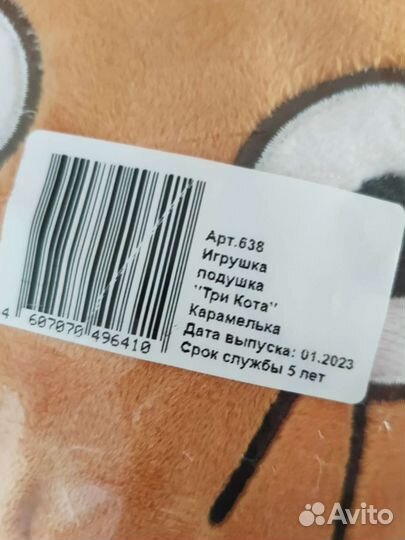 Арт.638
Игрушка
подушка
"Три Кота"
Карамелька
Дата выпуска: 01.2023
Срок службы 5 лет
4 607070 496410
Avito